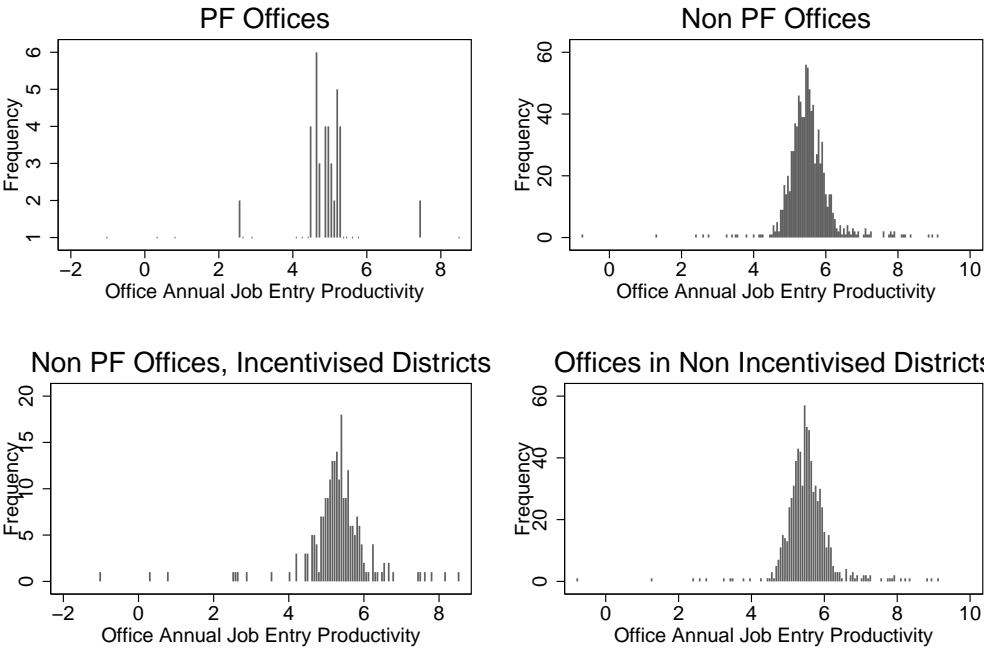 PF Offices
Frequency
1 2 3 4 5 6
−2 0 2 4 6 8
Office Annual Job Entry Productivity
Non PF Offices
Frequency
0 20 40 60
0 2 4 6 8 10
Office Annual Job Entry Productivity
Non PF Offices, Incentivised Districts
Frequency
0 5 10 15 20
−2 0 2 4 6 8
Office Annual Job Entry Productivity
Offices in Non Incentivised Districts
Frequency
0 20 40 60
0 2 4 6 8 10
Office Annual Job Entry Productivity